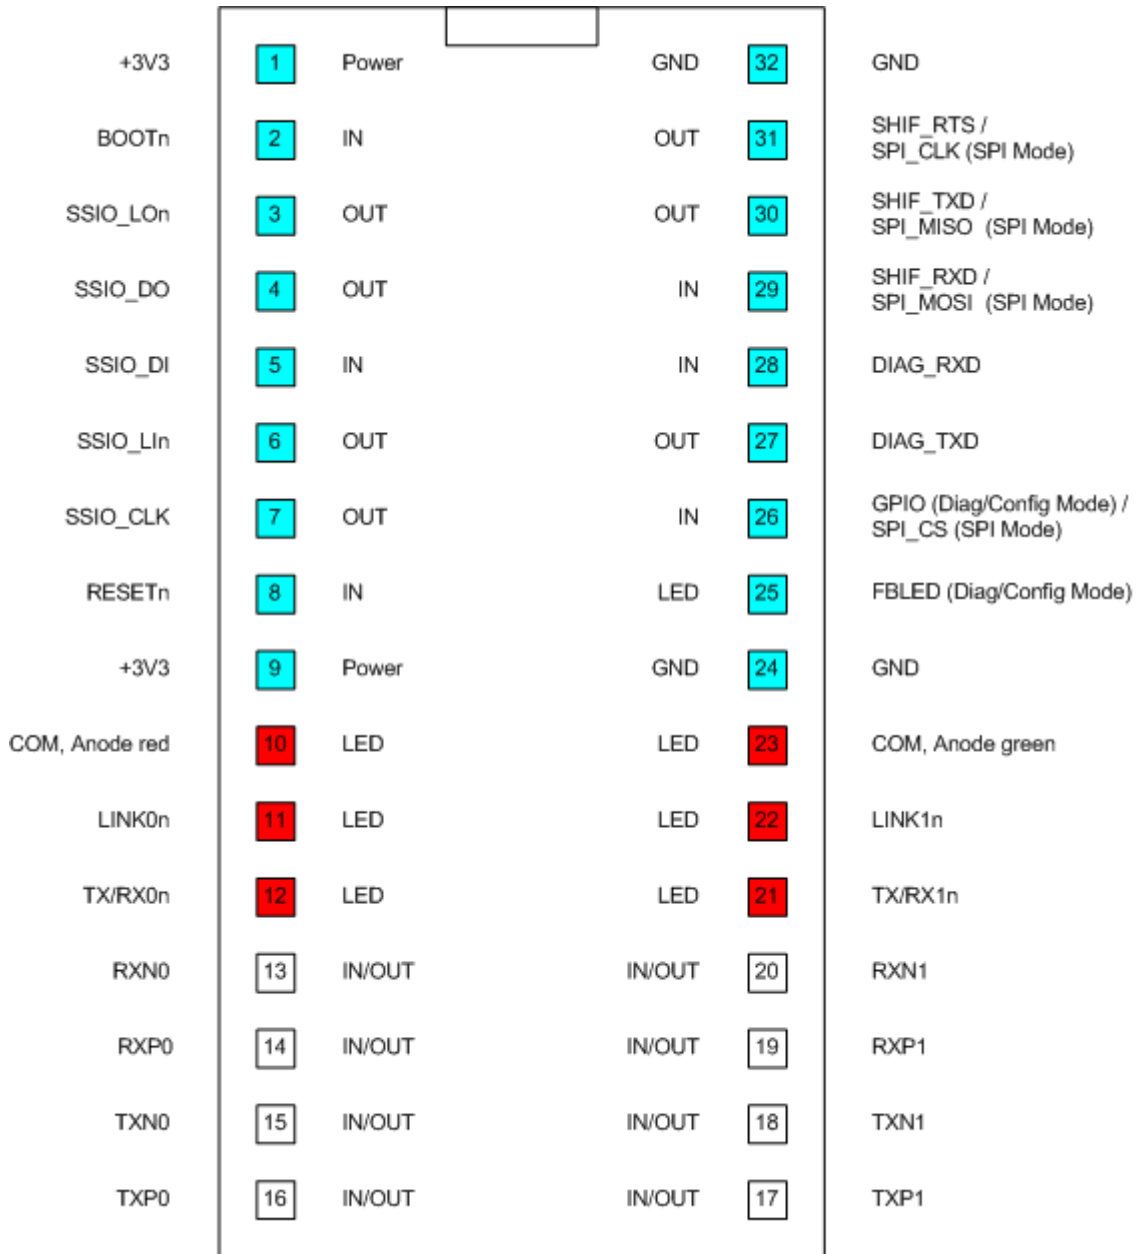 +3V3 1 Power GND 32 GND
BOOTn 2 IN OUT 31 SHIF_RTS /
SPI_CLK (SPI Mode)
SSIO_LOn 3 OUT OUT 30 SHIF_TXD /
SPI_MISO (SPI Mode)
SSIO_DO 4 OUT IN 29 SHIF_RXD /
SPI_MOSI (SPI Mode)
SSIO_DI 5 IN IN 28 DIAG_RXD
SSIO_LIn 6 OUT OUT 27 DIAG_TXD
SSIO_CLK 7 OUT IN 26 GPIO (Diag/Config Mode) /
SPI_CS (SPI Mode)
RESETn 8 IN LED 25 FBLED (Diag/Config Mode)
+3V3 9 Power GND 24 GND
COM, Anode red 10 LED LED 23 COM, Anode green
LINK0n 11 LED LED 22 LINK1n
TX/RX0n 12 LED LED 21 TX/RX1n
RXN0 13 IN/OUT IN/OUT 20 RXN1
RXP0 14 IN/OUT IN/OUT 19 RXP1
TXN0 15 IN/OUT IN/OUT 18 TXN1
TXP0 16 IN/OUT IN/OUT 17 TXP1